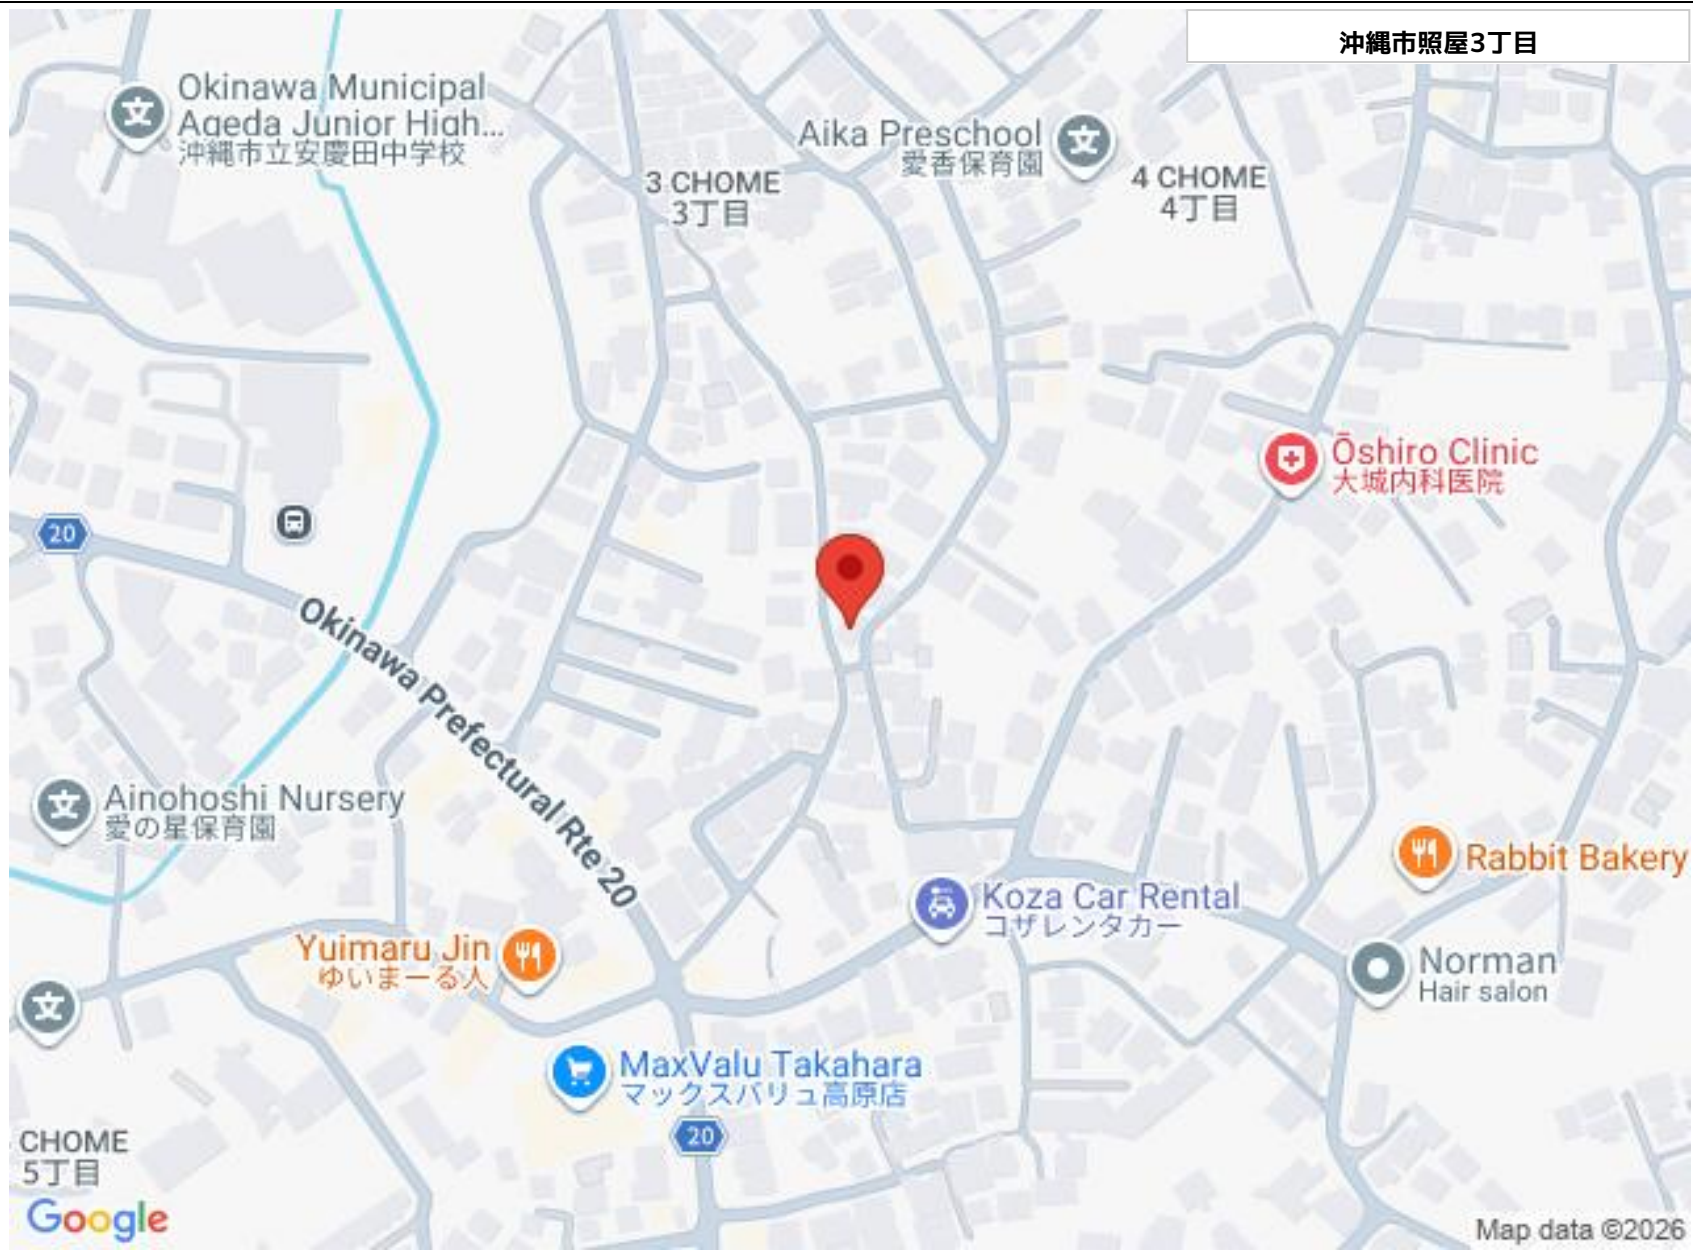 沖縄市照屋3丁目
Okinawa Municipal
Ageda Junior High...
沖縄市立安慶田中学校
Aika Preschool
愛香保育園
3 CHOME
3丁目
4 CHOME
4丁目
Ōshiro Clinic
大城内科医院
20
Okinawa Prefectural Rte 20
Ainohoshi Nursery
愛の星保育園
Rabbit Bakery
Koza Car Rental
コザレンタカー
Yuimaru Jin
ゆいまーる人
Norman
Hair salon
MaxValu Takahara
マックスバリュ高原店
20
CHOME
5丁目
Google
Map data ©2026
文
文
文
文